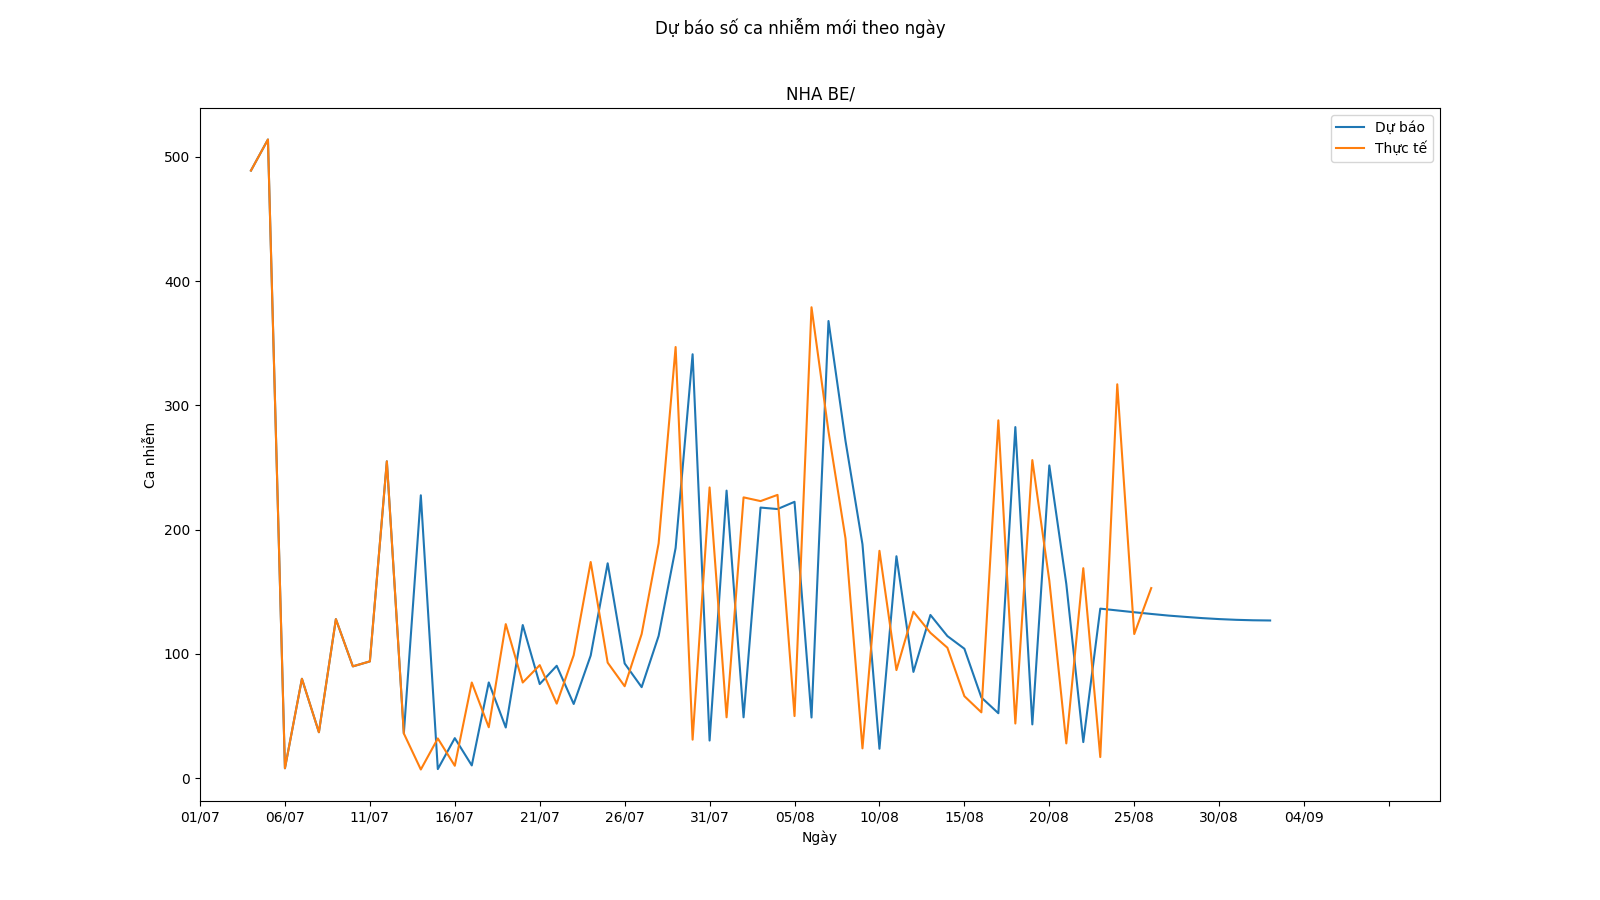 Dự báo số ca nhiễm mới theo ngày
NHA BE/
Dự báo
Thực tế
500
400
300
200
100
0
Ca nhiễm
01/07 06/07 11/07 16/07 21/07 26/07 31/07 05/08 10/08 15/08 20/08 25/08 30/08 04/09
Ngày